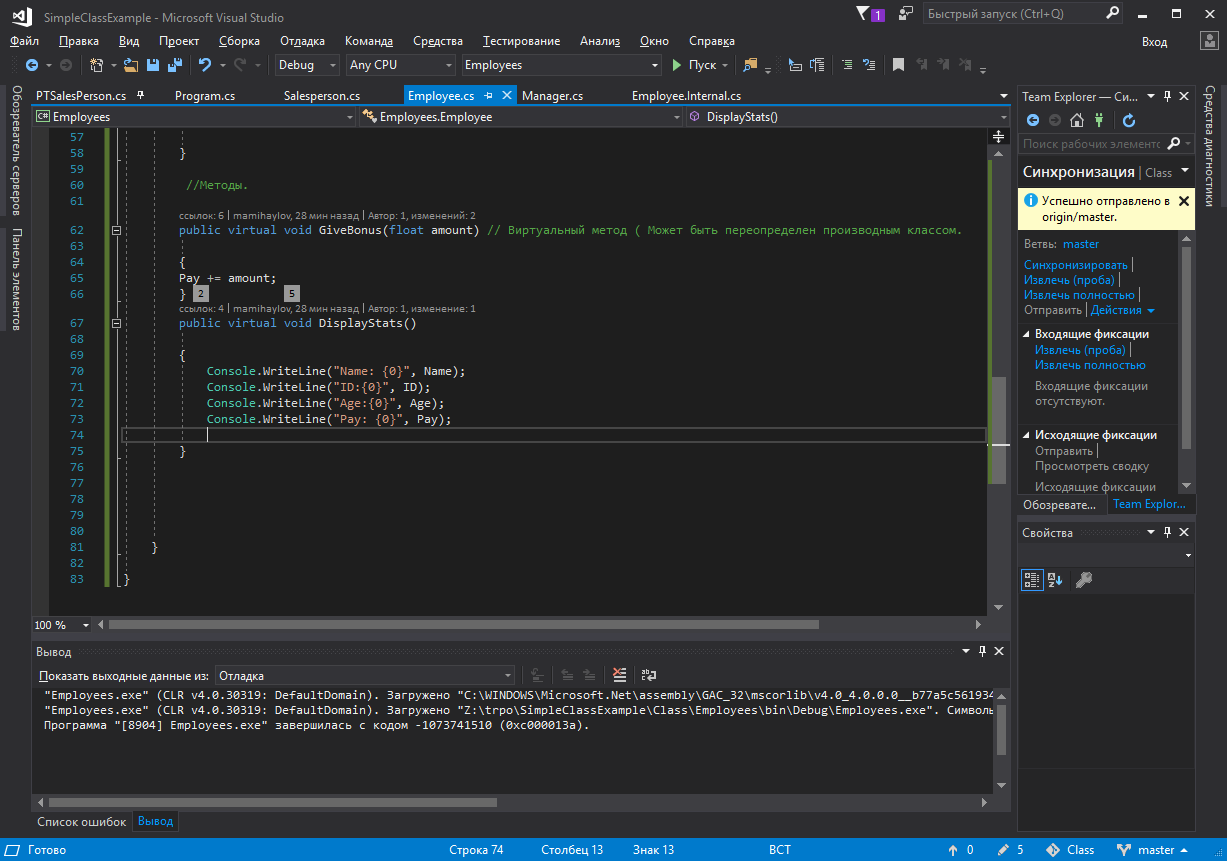 SimpleClassExample - Microsoft Visual Studio
1
Быстрый запуск (Ctrl+Q)
Файл Правка Вид Проект Сборка Отладка Команда Средства Тестирование Анализ Окно Справка
Вход
Debug Any CPU Employees Пуск
Обозреватель серверов
Панель элементов
PTSalesPerson.cs Program.cs Salesperson.cs Employee.cs Manager.cs Employee.Internal.cs
Employees Employees.Employee DisplayStats()
57
58 }
59
60 //Методы.
61
ссылок: 6 | mamihaylov, 28 мин назад | Автор: 1, изменений: 2
62 public virtual void GiveBonus(float amount) // Виртуальный метод ( Может быть переопределен производным классом.
63
64 {
65 Pay += amount;
66 } 2 5
ссылок: 4 | mamihaylov, 28 мин назад | Автор: 1, изменение: 1
67 public virtual void DisplayStats()
68
69 {
70 Console.WriteLine("Name: {0}", Name);
71 Console.WriteLine("ID:{0}", ID);
72 Console.WriteLine("Age:{0}", Age);
73 Console.WriteLine("Pay: {0}", Pay);
74
75 }
76
77
78
79
80
81 }
82
83 }
100 %
Вывод
Показать выходные данные из: Отладка
"Employees.exe" (CLR v4.0.30319: DefaultDomain). Загружено "C:\WINDOWS\Microsoft.Net\assembly\GAC_32\mscorlib\v4.0_4.0.0.0__b77a5c561934
"Employees.exe" (CLR v4.0.30319: DefaultDomain). Загружено "Z:\trpo\SimpleClassExample\Class\Employees\bin\Debug\Employees.exe". Символь
Программа "[8904] Employees.exe" завершилась с кодом -1073741510 (0xc000013a).
Список ошибок Вывод
Team Explorer — Си...
Поиск рабочих элементс
Синхронизация | Class
Успешно отправлено в
origin/master.
Ветвь: master
Синхронизировать |
Извлечь (проба) |
Извлечь полностью |
Отправить | Действия
Входящие фиксации
Извлечь (проба) |
Извлечь полностью
Входящие фиксации
отсутствуют.
Исходящие фиксации
Отправить |
Просмотреть сводку
Исходящие фиксации
Обозревате... Team Explor...
Свойства
Средства диагностики
Готово Строка 74 Столбец 13 Знак 13 ВСТ 0 5 Class master